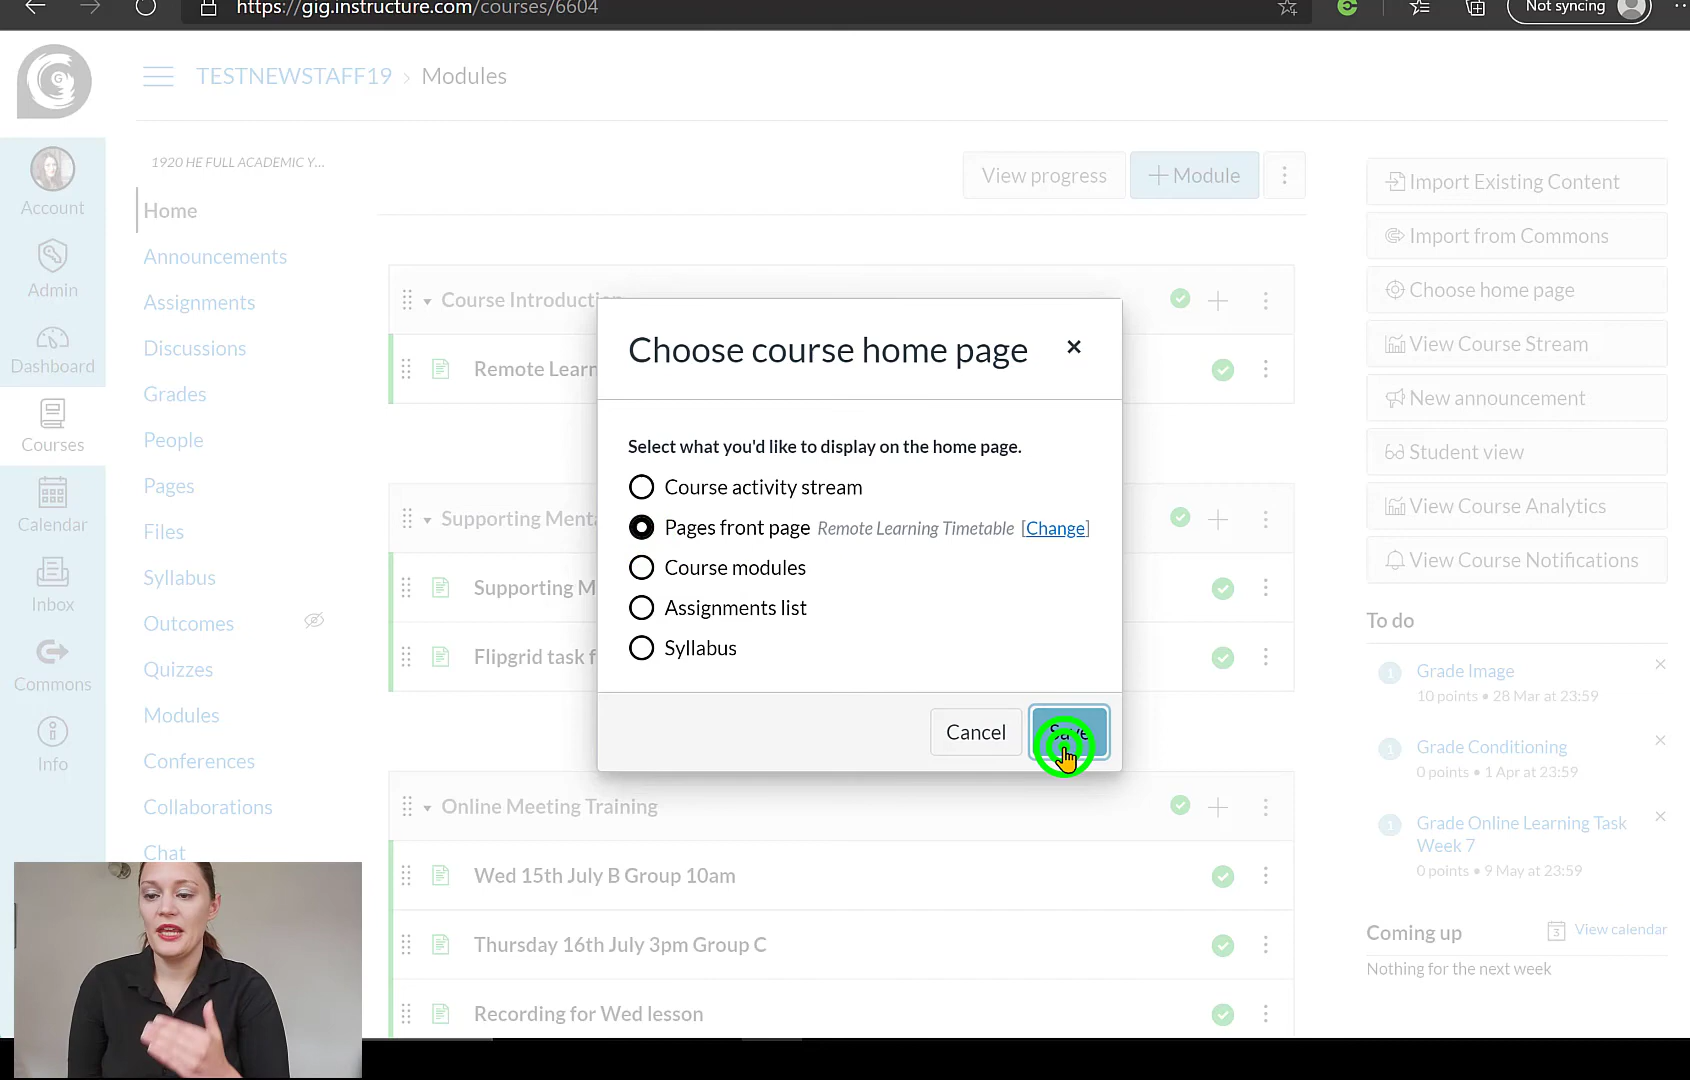 https://gig.instructure.com/courses/6604
Not syncing
G
TESTNEWSTAFF19 › Modules
1920 HE FULL ACADEMIC Y...
View progress
+ Module
Account
Admin
Dashboard
Courses
Calendar
Inbox
Commons
Info
Home
Announcements
Assignments
Discussions
Grades
People
Pages
Files
Syllabus
Outcomes
Quizzes
Modules
Conferences
Collaborations
Chat
Course Introduction
Remote Learn
Supporting Menta
Supporting M
Flipgrid task f
Online Meeting Training
Wed 15th July B Group 10am
Thursday 16th July 3pm Group C
Recording for Wed lesson
Choose course home page
×
Select what you'd like to display on the home page.
Course activity stream
Pages front page Remote Learning Timetable [Change]
Course modules
Assignments list
Syllabus
Cancel
Save
Import Existing Content
Import from Commons
Choose home page
View Course Stream
New announcement
Student view
View Course Analytics
View Course Notifications
To do
1 Grade Image
10 points • 28 Mar at 23:59
1 Grade Conditioning
0 points • 1 Apr at 23:59
1 Grade Online Learning Task
Week 7
0 points • 9 May at 23:59
Coming up
3 View calendar
Nothing for the next week